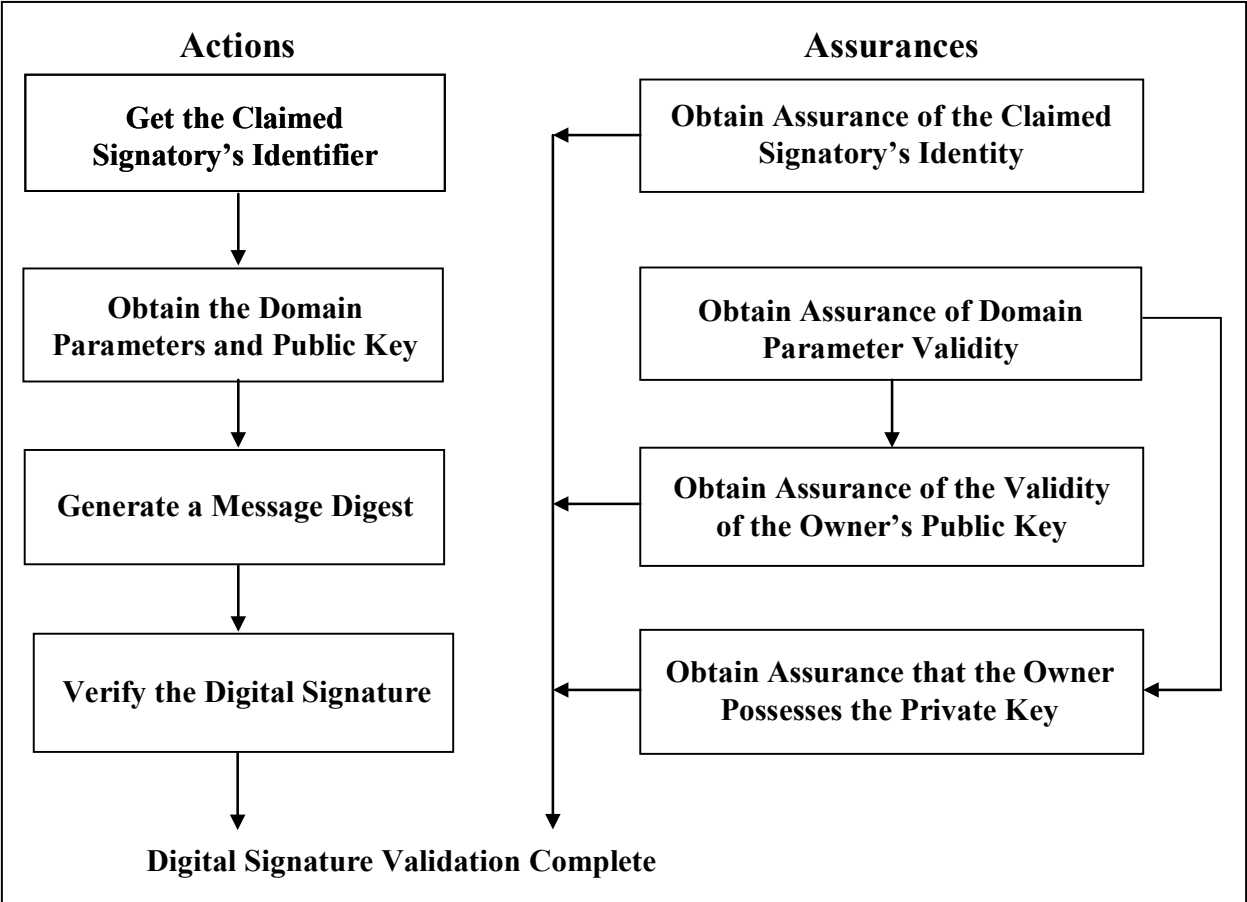 Actions
Get the Claimed
Signatory's Identifier
Obtain the Domain
Parameters and Public Key
Generate a Message Digest
Verify the Digital Signature
Assurances
Obtain Assurance of the Claimed
Signatory's Identity
Obtain Assurance of Domain
Parameter Validity
Obtain Assurance of the Validity
of the Owner's Public Key
Obtain Assurance that the Owner
Possesses the Private Key
Digital Signature Validation Complete